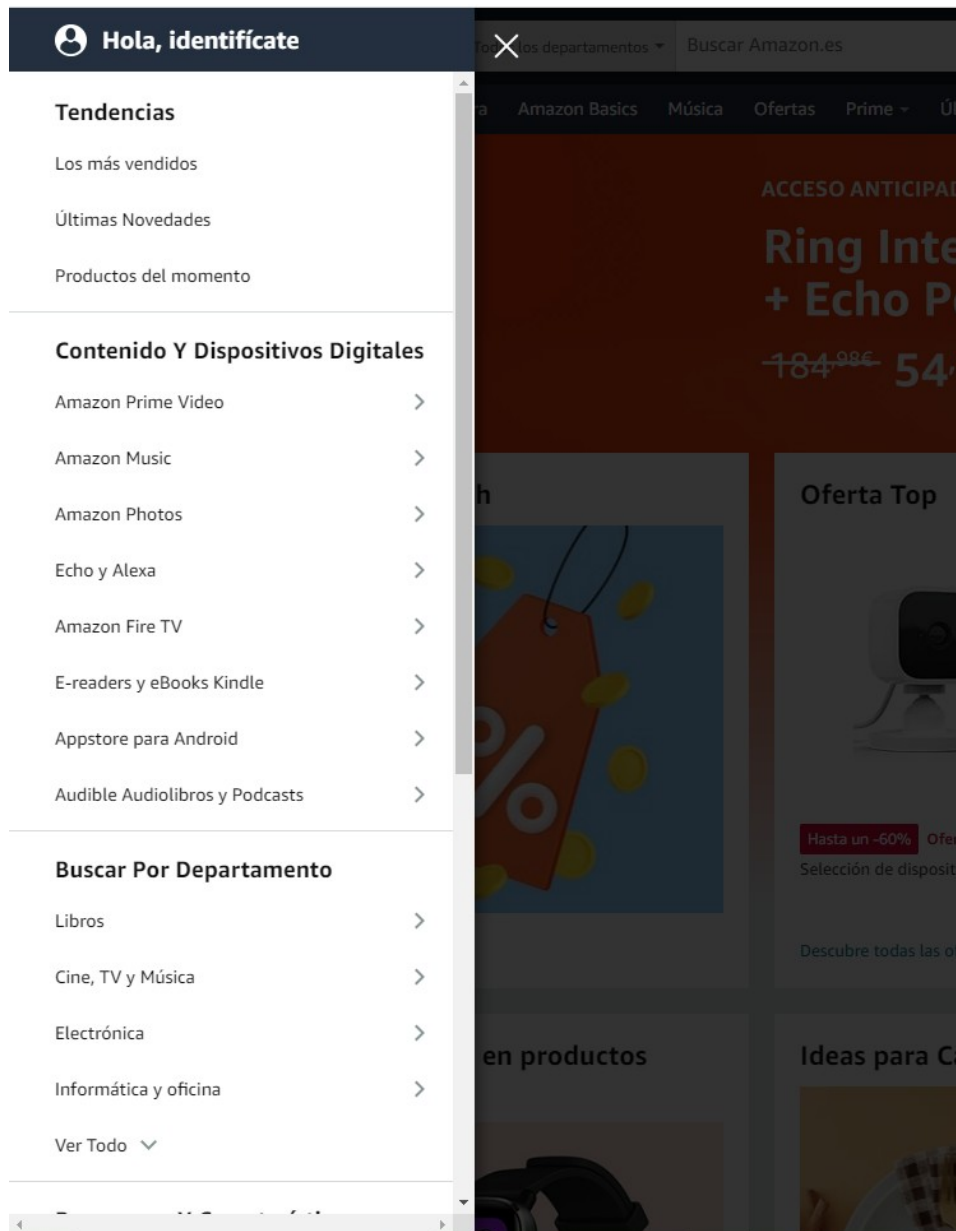 Hola, identifícate
los departamentos
Buscar Amazon.es
Tendencias
Amazon Basics
Música
Ofertas
Prime
Los más vendidos
Últimas Novedades
Productos del momento
ACCESO
Ring
+ Echo
184,98€ 54,
Contenido Y Dispositivos Digitales
Amazon Prime Video
Amazon Music
Amazon Photos
Echo y Alexa
Amazon Fire TV
E-readers y eBooks Kindle
Appstore para Android
Audible Audiolibros y Podcasts
Oferta Top
%
Hasta un -60%
Selección de
Descubre todas las
Buscar Por Departamento
Libros
Cine, TV y Música
Electrónica
Informática y oficina
Ver Todo
en productos
Ideas para